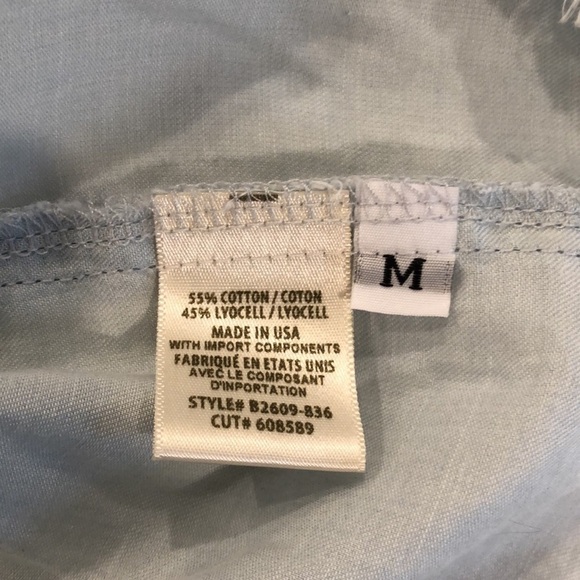 55% COTTON / COTON
45% LYOCELL / LYOCELL
MADE IN USA
WITH IMPORT COMPONENTS
FABRIQUÉ EN ETATS UNIS
AVEC LE COMPOSANT
D'INPORTATION
STYLE# B2609-836
CUT# 608589
M